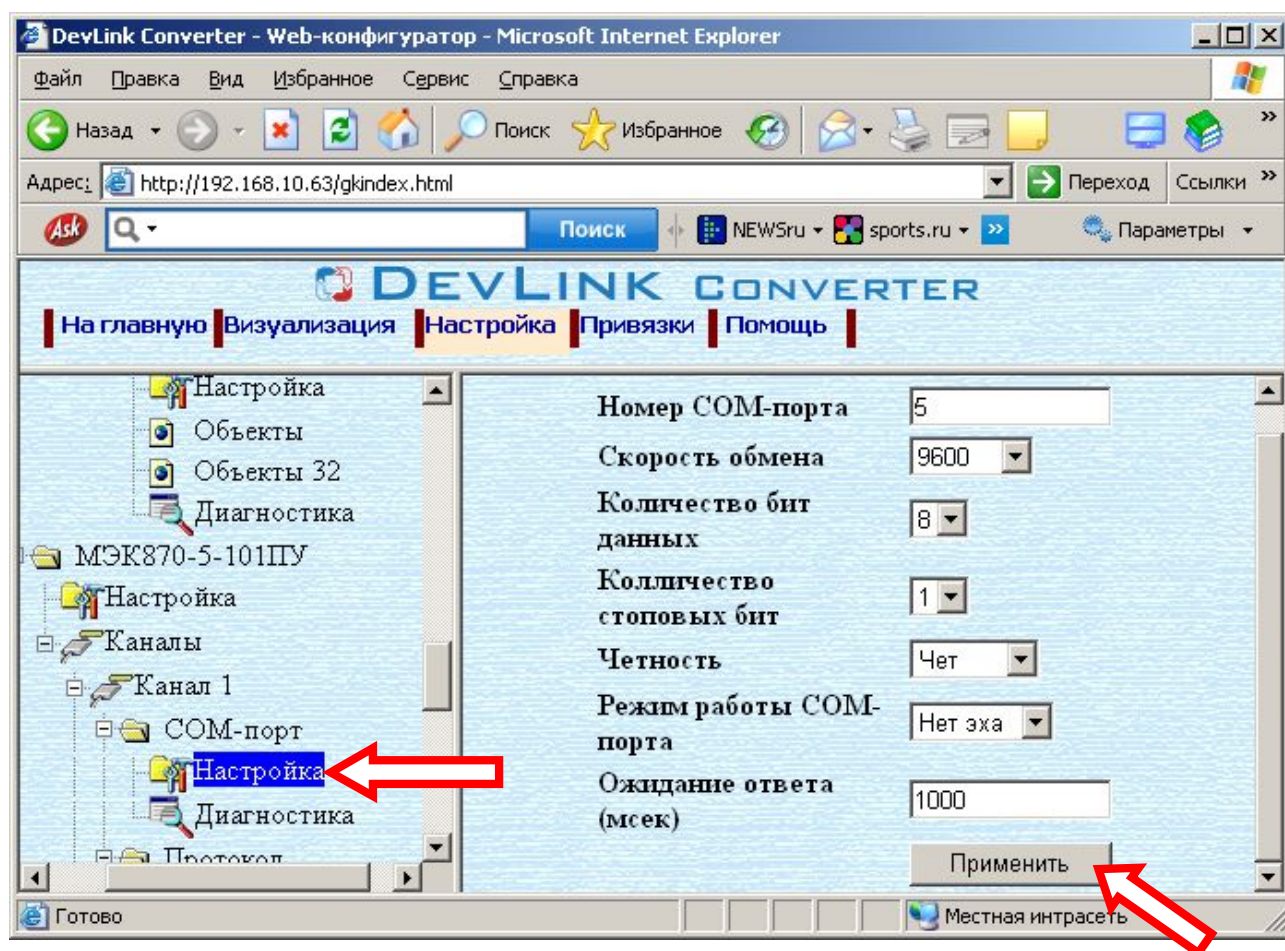 DevLink Converter - Web-конфигуратор - Microsoft Internet Explorer
Файл Правка Вид Избранное Сервис Справка
Назад Поиск Избранное »
Адрес: http://192.168.10.63/gkindex.html Переход Ссылки »
Ask Поиск NEWSru sports.ru » Параметры
DEVLINK CONVERTER
На главную Визуализация Настройка Привязки Помощь
Настройка
Объекты
Объекты 32
Диагностика
МЭК870-5-101ПУ
Настройка
Каналы
Канал 1
COM-порт
Настройка
Диагностика
Протокол
Номер COM-порта 5
Скорость обмена 9600
Количество бит
данных 8
Колличество
стоповых бит 1
Четность Чет
Режим работы COM-
порта Нет эха
Ожидание ответа
(мсек) 1000
Применить
Готово Местная интрасеть